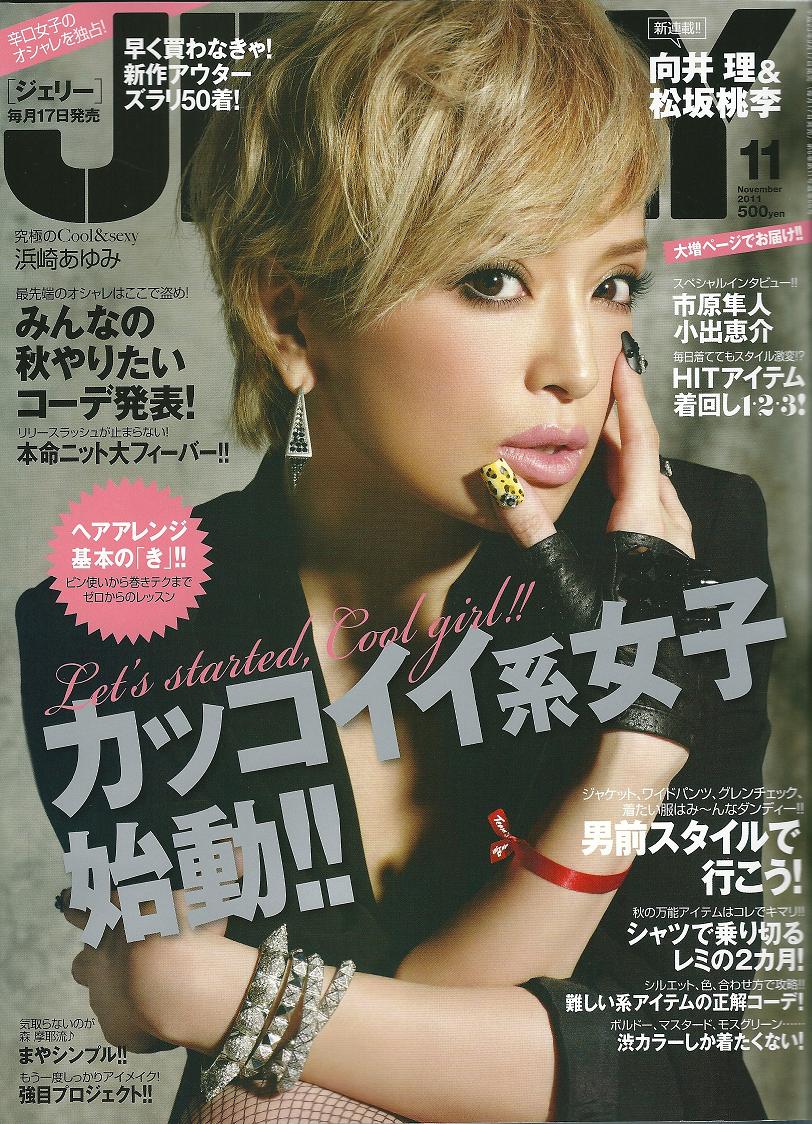 辛口女子の
オシャレを独占!
JELLY
[ジェリー]
毎月17日発売
早く買わなきゃ!
新作アウター
ズラリ50着!
新連載!!
向井 理&
松坂桃李
11
November
2011
500yen
大増ページでお届け!!
究極のCool&sexy
浜崎あゆみ
最先端のオシャレはここで盗め!
みんなの
秋やりたい
コーデ発表!
リリースラッシュが止まらない!
本命ニット大フィーバー!!
スペシャルインタビュー!!
市原隼人
小出恵介
毎日着ててもスタイル激変!?
HITアイテム
着回し1・2・3!
ヘアアレンジ
基本の「き」!!
ピン使いから巻きテクまで
ゼロからのレッスン
Let's started, Cool girl!!
カッコイイ系女子
始動!!
ジャケット、ワイドパンツ、グレンチェック、
着たい服はみ〜んなダンディー!!
男前スタイルで
行こう!
秋の万能アイテムはコレでキマリ!!
シャツで乗り切る
レミの2カ月!
シルエット、色、合わせ方で攻略!!
難しい系アイテムの正解コーデ!
ボルドー、マスタード、モスグリーン……
渋カラーしか着たくない!
気取らないのが
森 摩耶流♪
まやシンプル!!
もう一度しっかりアイメイク!
強目プロジェクト!!